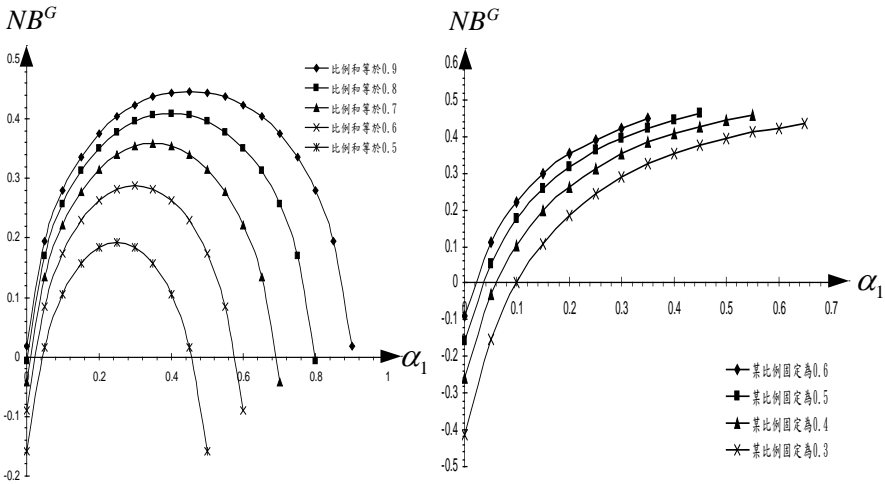 NB^G
0.5
0.4
0.3
0.2
0.1
0
-0.1
-0.2
0.2
0.4
0.6
0.8
1
α₁
比例和等於0.9
比例和等於0.8
比例和等於0.7
比例和等於0.6
比例和等於0.5
NB^G
0.6
0.5
0.4
0.3
0.2
0.1
0
-0.1
-0.2
-0.3
-0.4
-0.5
0.1
0.2
0.3
0.4
0.5
0.6
0.7
α₁
某比例固定為0.6
某比例固定為0.5
某比例固定為0.4
某比例固定為0.3